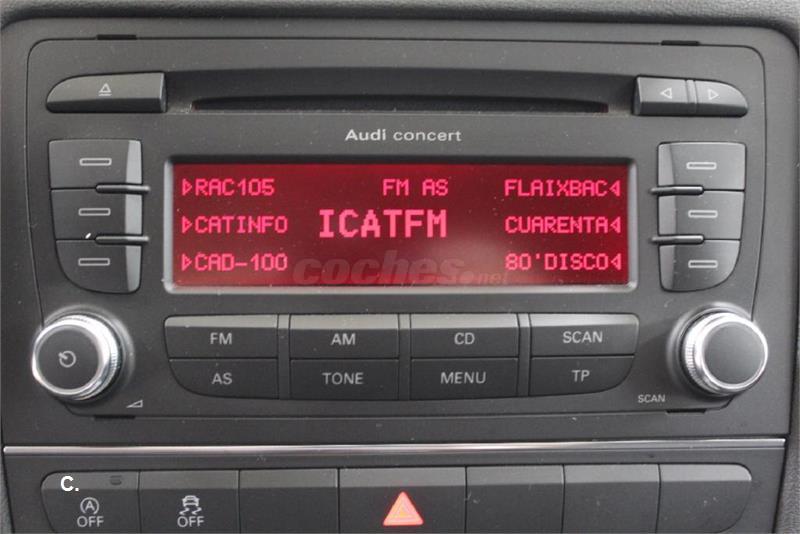 Audi concert
RAC105 FM AS FLAIXBAC
CATINFO ICATFM CUARENTA
CAD-100 80'DISCO
coches.net
FM AM CD SCAN
AS TONE MENU TP
SCAN
C.
A
OFF OFF